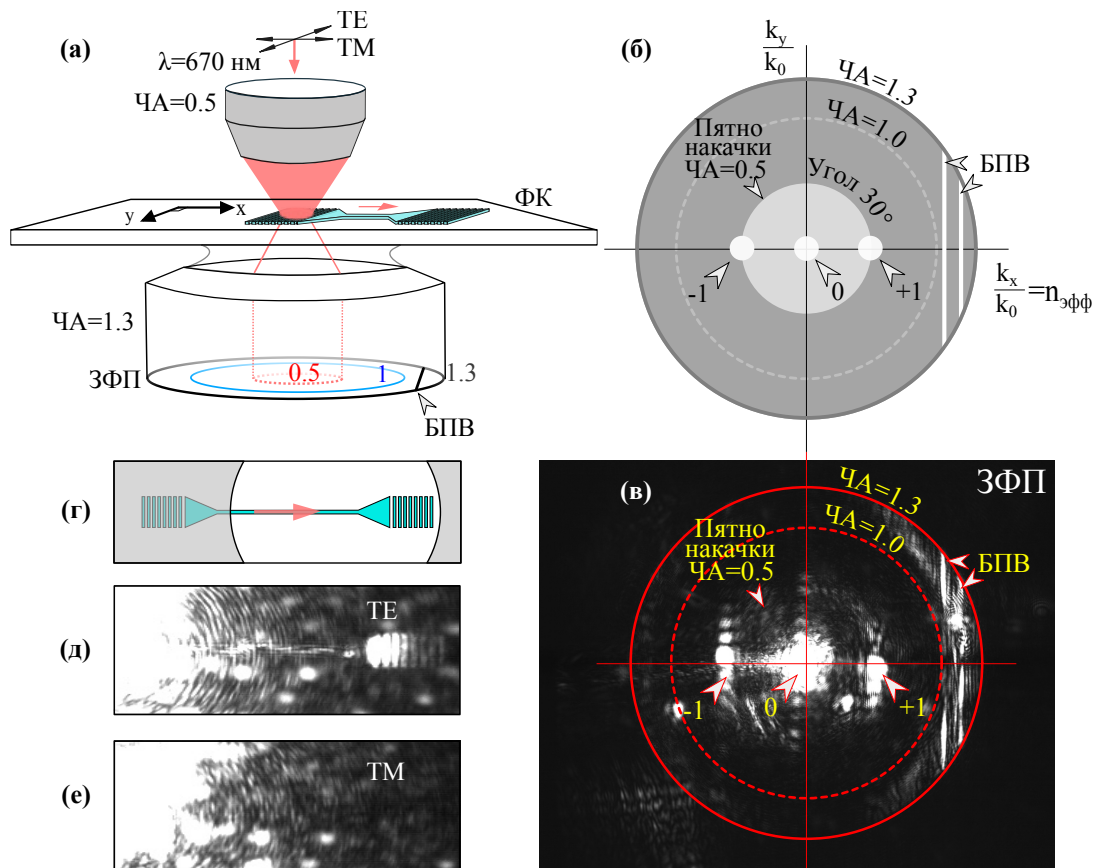 (а)
TE
TM
λ=670 нм
ЧА=0.5
y
x
ФК
ЧА=1.3
ЗФП
0.5
1
1.3
БПВ
(б)
k_y
k_0
ЧА=1.3
ЧА=1.0
Пятно
накачки
ЧА=0.5
Угол 30°
БПВ
-1
0
+1
k_x
k_0
=n_эфф
(г)
(д)
TE
(е)
TM
(в)
ЗФП
ЧА=1.3
ЧА=1.0
Пятно
накачки
ЧА=0.5
БПВ
-1
0
+1